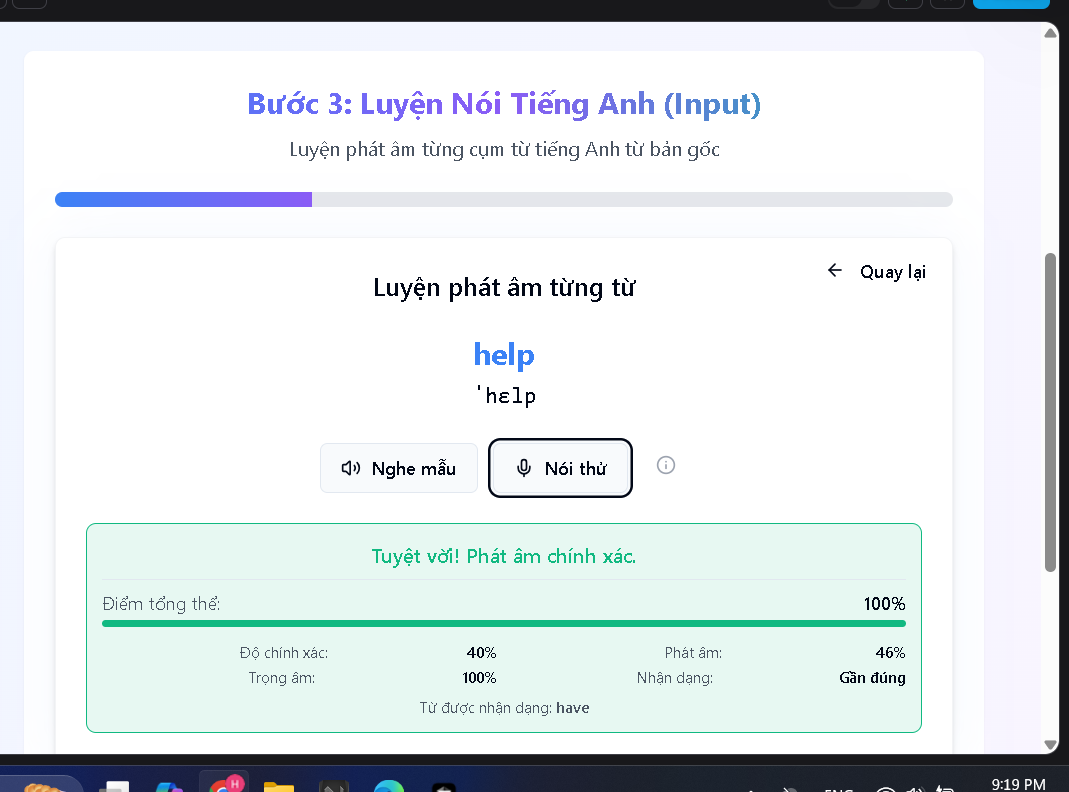 Bước 3: Luyện Nói Tiếng Anh (Input)
Luyện phát âm từng cụm từ tiếng Anh từ bản gốc
Quay lại
Luyện phát âm từng từ
help
ˈhɛlp
Nghe mẫu
Nói thử
Tuyệt vời! Phát âm chính xác.
Điểm tổng thể: 100%
Độ chính xác: 40% Phát âm: 46%
Trọng âm: 100% Nhận dạng: Gần đúng
Từ được nhận dạng: have
H
9:19 PM